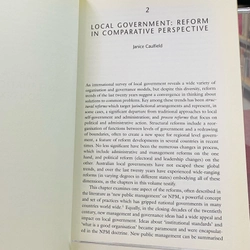 2
LOCAL GOVERNMENT: REFORM
IN COMPARATIVE PERSPECTIVE
Janice Caulfield
An international survey of local government reveals a wide variety of
organisation and governance models, but despite this diversity, reform
trends of the last twenty years suggest a convergence in thinking about
solutions to common problems. Key among these trends has been structural
reforms which target jurisdictional arrangements and represent, in
some cases, a significant departure from traditional approaches to local
self-government and administration, and process reforms that focus on
political and administrative action. Structural reforms include a reorganisation
of functions between levels of government and a redrawing
of boundaries, often to create a new space for regional level governance,
a feature of reform developments in several countries in recent
times. No less significant have been the numerous changes in process,
which include administrative and management reforms on the one
hand, and political reform (electoral and leadership changes) on the
other. Australian local governments have not escaped these global
trends, and over the last twenty years have experienced wide-ranging
reforms (in varying degrees in different states) embodying all of these
dimensions, as the chapters in this volume testify.
This chapter examines one aspect of the reforms, often described in
the literature as 'new public management' or NPM, a powerful concept
and set of practices which has gripped national governments in many
countries world wide. Equally, in the closing decades of the twentieth
century, new management and governance ideas had a wide appeal and
impact on local government. Ideas about 'institutional standards' and
'what is a good organisation' became paramount and were encapsulated
in the NPM doctrine. New public management can be summarised